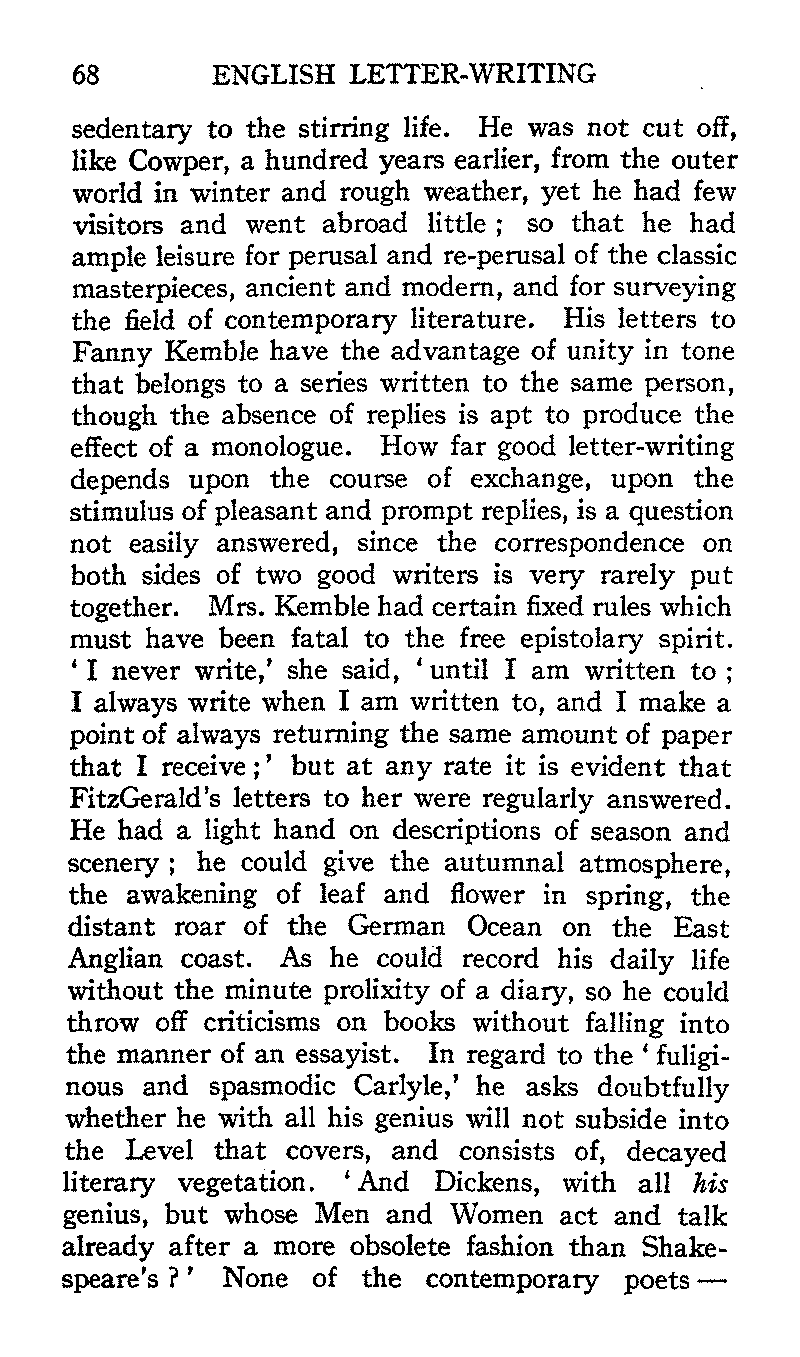 68 ENGLISH LETTER-WRITING
sedentary to the stirring life. He was not cut off,
like Cowper, a hundred years earlier, from the outer
world in winter and rough weather, yet he had few
visitors and went abroad little ; so that he had
ample leisure for perusal and re-perusal of the classic
masterpieces, ancient and modern, and for surveying
the field of contemporary literature. His letters to
Fanny Kemble have the advantage of unity in tone
that belongs to a series written to the same person,
though the absence of replies is apt to produce the
effect of a monologue. How far good letter-writing
depends upon the course of exchange, upon the
stimulus of pleasant and prompt replies, is a question
not easily answered, since the correspondence on
both sides of two good writers is very rarely put
together. Mrs. Kemble had certain fixed rules which
must have been fatal to the free epistolary spirit.
‘ I never write,’ she said, ‘ until I am written to ;
I always write when I am written to, and I make a
point of always returning the same amount of paper
that I receive ;’ but at any rate it is evident that
FitzGerald’s letters to her were regularly answered.
He had a light hand on descriptions of season and
scenery ; he could give the autumnal atmosphere,
the awakening of leaf and flower in spring, the
distant roar of the German Ocean on the East
Anglian coast. As he could record his daily life
without the minute prolixity of a diary, so he could
throw off criticisms on books without falling into
the manner of an essayist. In regard to the ‘ fuligi-
nous and spasmodic Carlyle,’ he asks doubtfully
whether he with all his genius will not subside into
the Level that covers, and consists of, decayed
literary vegetation. ‘ And Dickens, with all his
genius, but whose Men and Women act and talk
already after a more obsolete fashion than Shake-
speare’s ? ’ None of the contemporary poets —